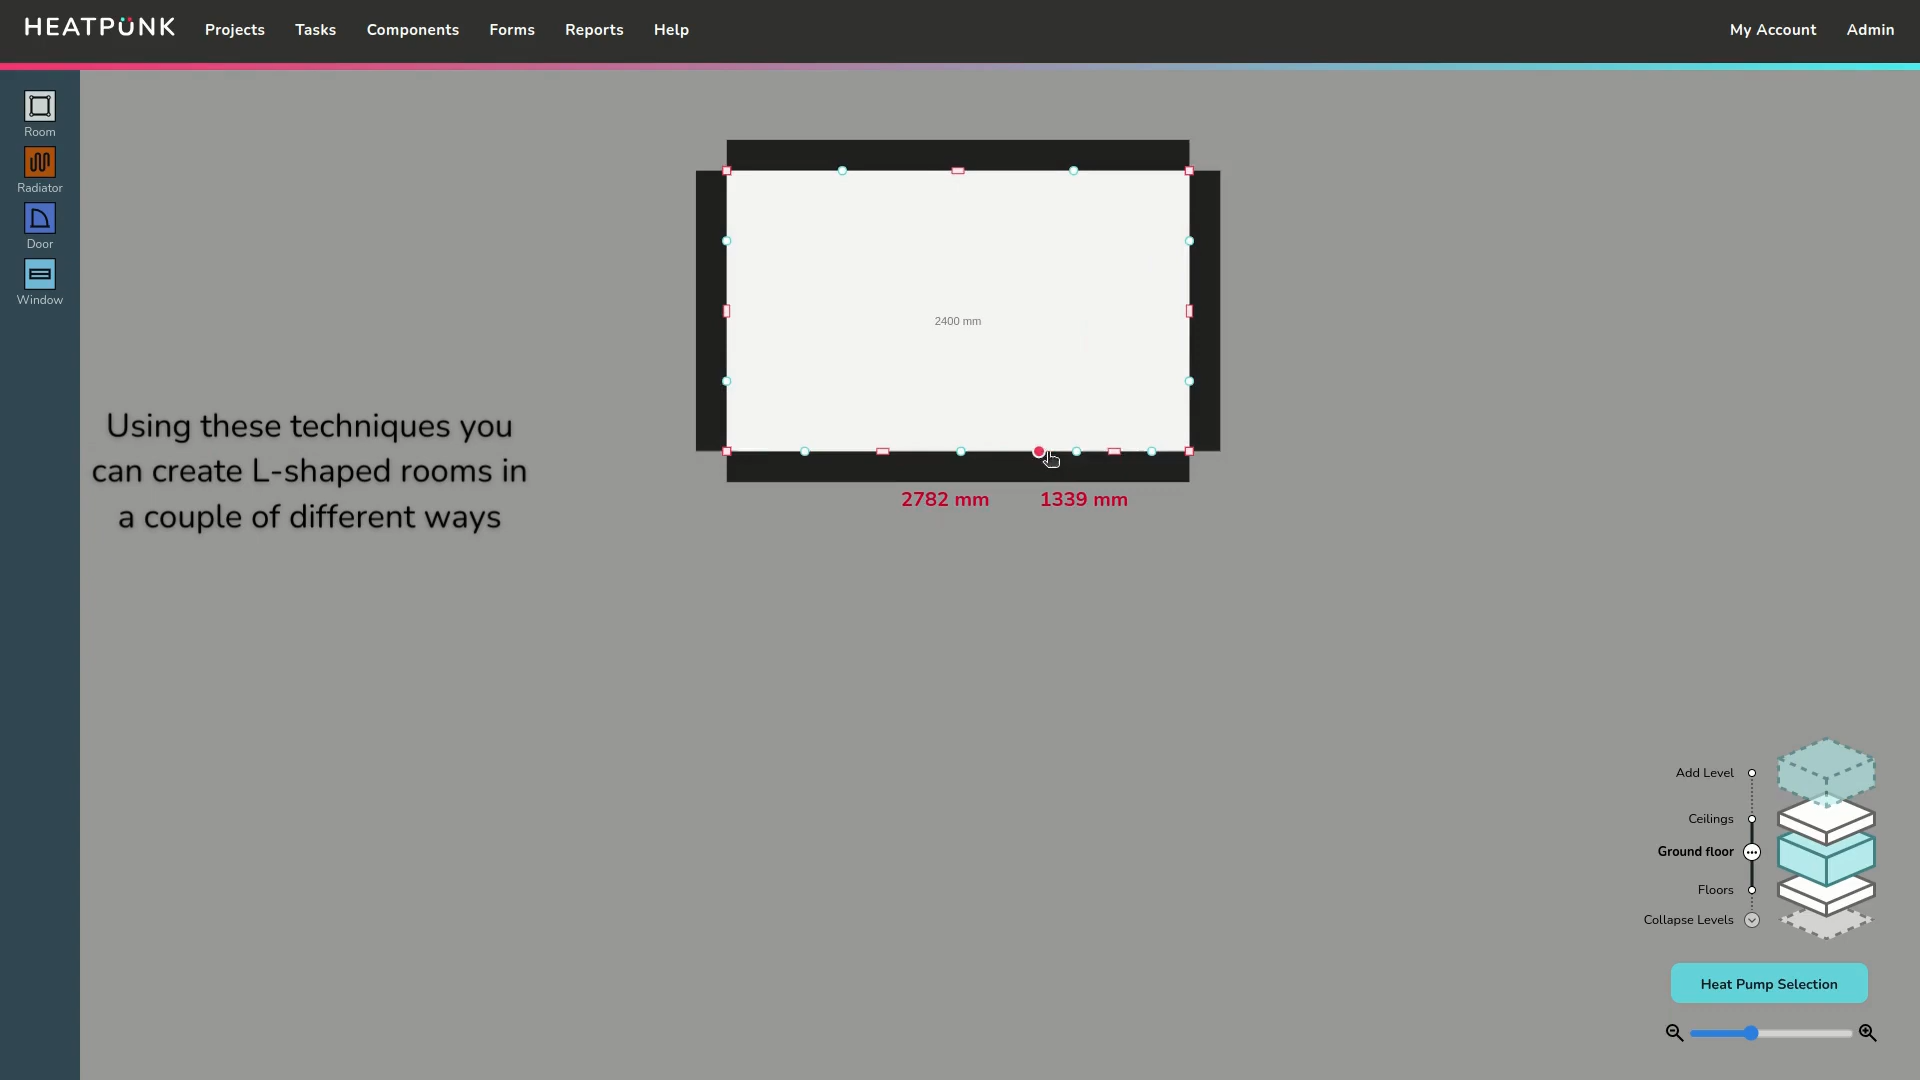 HEATPUNK
Projects
Tasks
Components
Forms
Reports
Help
My Account
Admin
Room
Radiator
Door
Window
2400 mm
Using these techniques you
can create L-shaped rooms in
a couple of different ways
2782 mm
1339 mm
Add Level
Ceilings
Ground floor
Floors
Collapse Levels
Heat Pump Selection